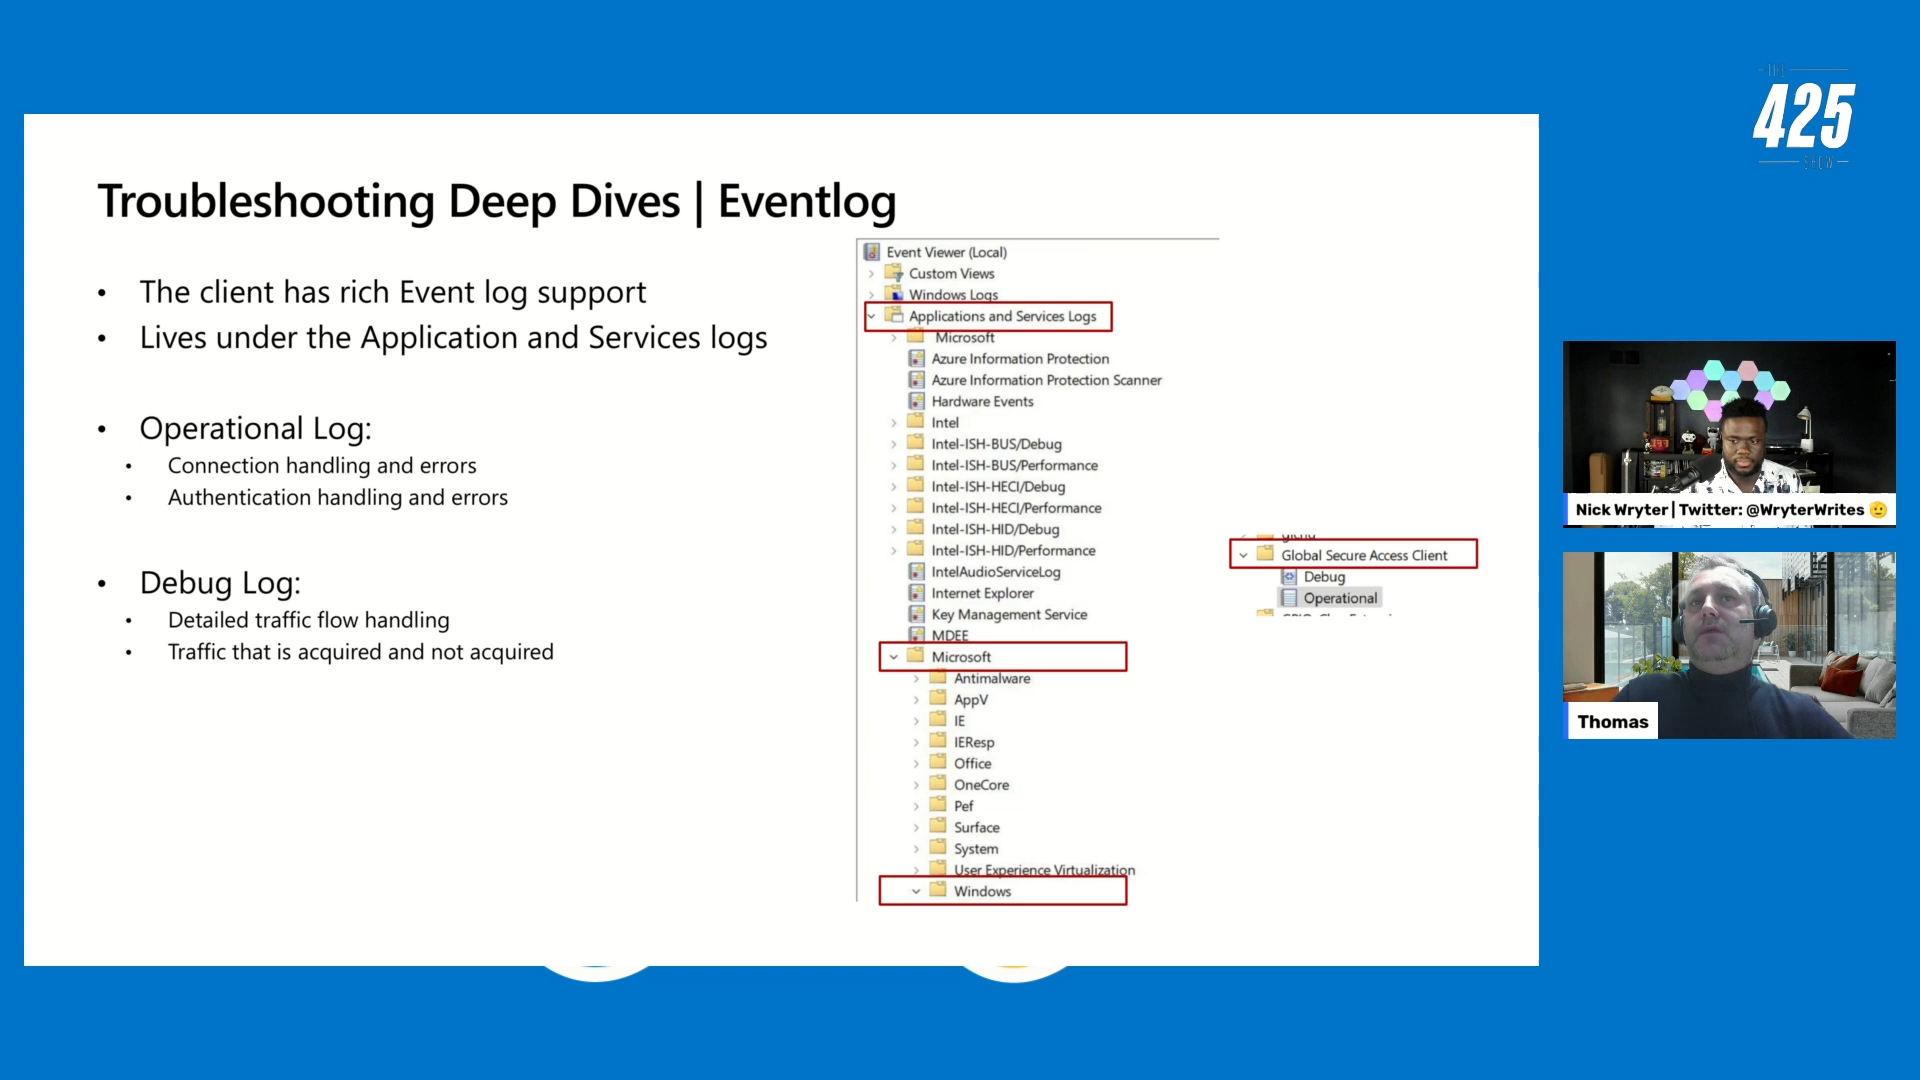 THE
425
SHOW
Troubleshooting Deep Dives | Eventlog
• The client has rich Event log support
• Lives under the Application and Services logs
• Operational Log:
• Connection handling and errors
• Authentication handling and errors
• Debug Log:
• Detailed traffic flow handling
• Traffic that is acquired and not acquired
Event Viewer (Local)
Custom Views
Windows Logs
Applications and Services Logs
Microsoft
Azure Information Protection
Azure Information Protection Scanner
Hardware Events
Intel
Intel-ISH-BUS/Debug
Intel-ISH-BUS/Performance
Intel-ISH-HECI/Debug
Intel-ISH-HECI/Performance
Intel-ISH-HID/Debug
Intel-ISH-HID/Performance
IntelAudioServiceLog
Internet Explorer
Key Management Service
MDEE
Microsoft
Antimalware
AppV
IE
IEResp
Office
OneCore
Pef
Surface
System
User Experience Virtualization
Windows
Global Secure Access Client
Debug
Operational
Nick Wryter | Twitter: @WryterWrites 🫡
Thomas